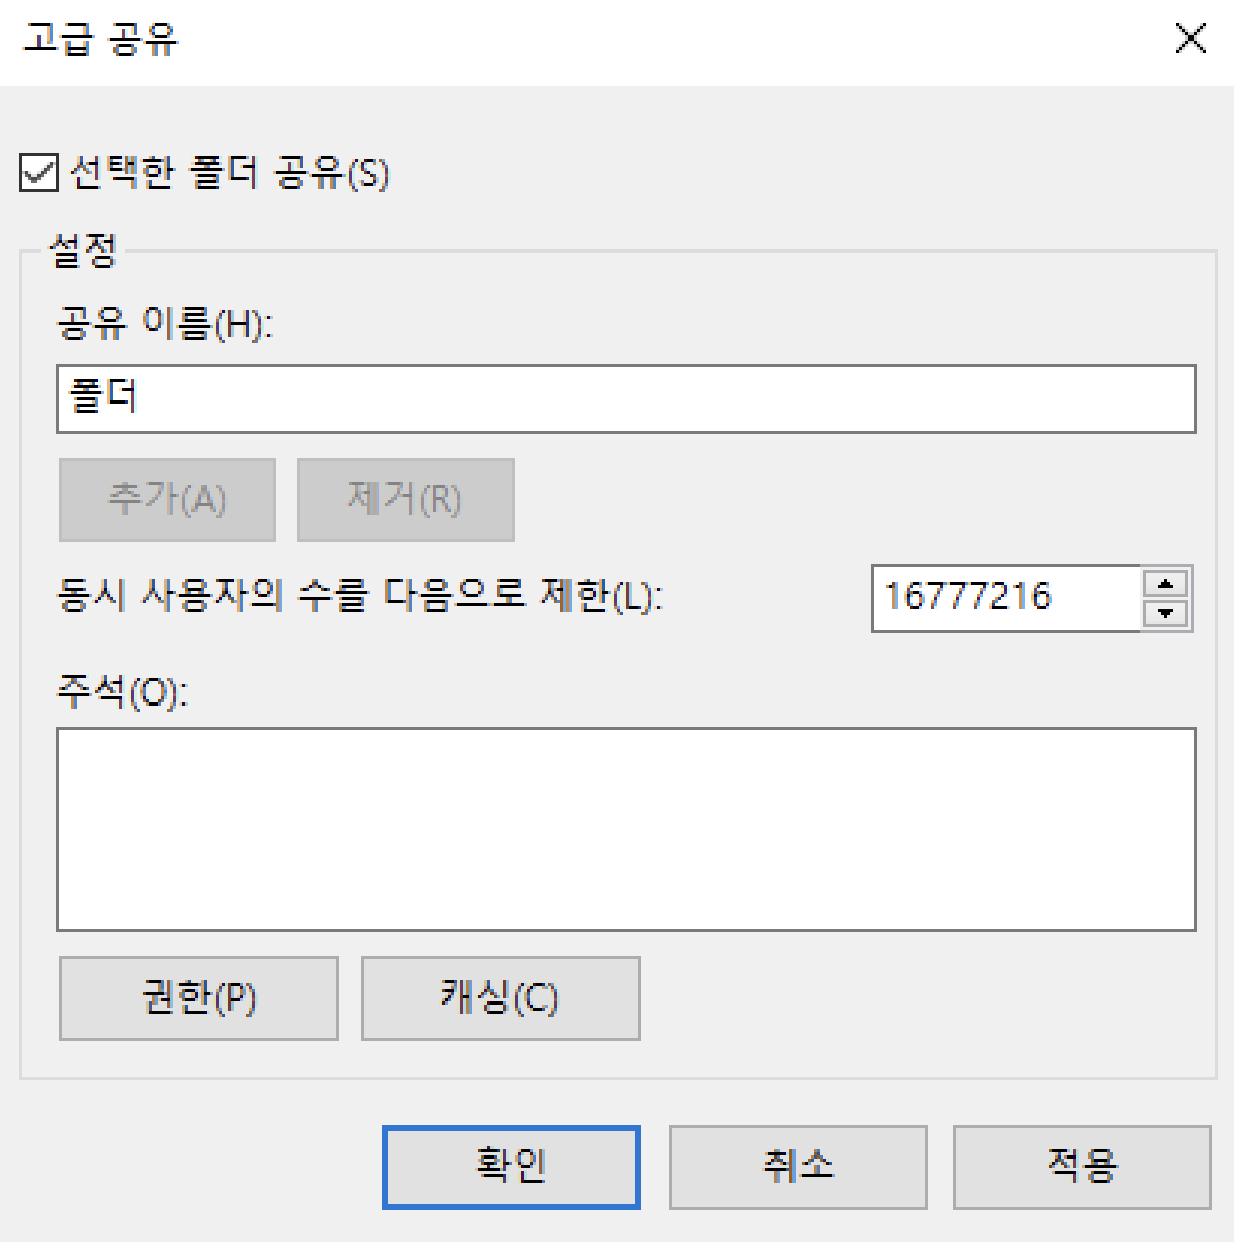 고급 공유
선택한 폴더 공유(S)
설정
공유 이름(H):
폴더
추가(A) 제거(R)
동시 사용자의 수를 다음으로 제한(L): 16777216
주석(O):
권한(P) 캐싱(C)
확인 취소 적용